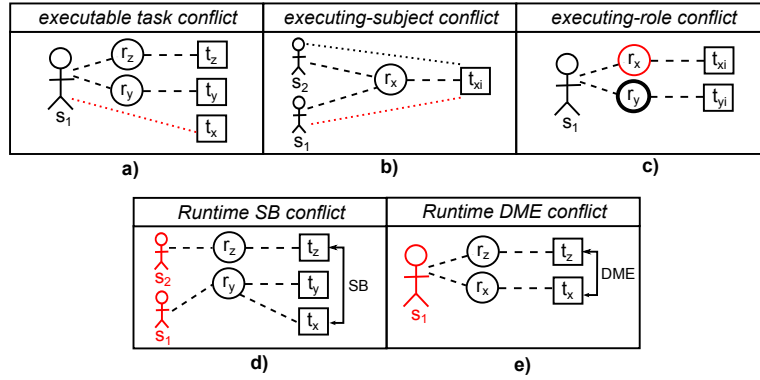 executable task conflict
executing-subject conflict
executing-role conflict
rz
tz
ry
ty
s1
tx
s2
rx
txi
s1
rx
txi
ry
tyi
s1
a)
b)
c)
Runtime SB conflict
Runtime DME conflict
s2
rz
tz
ry
ty
SB
s1
tx
rz
tz
DME
rx
tx
s1
d)
e)